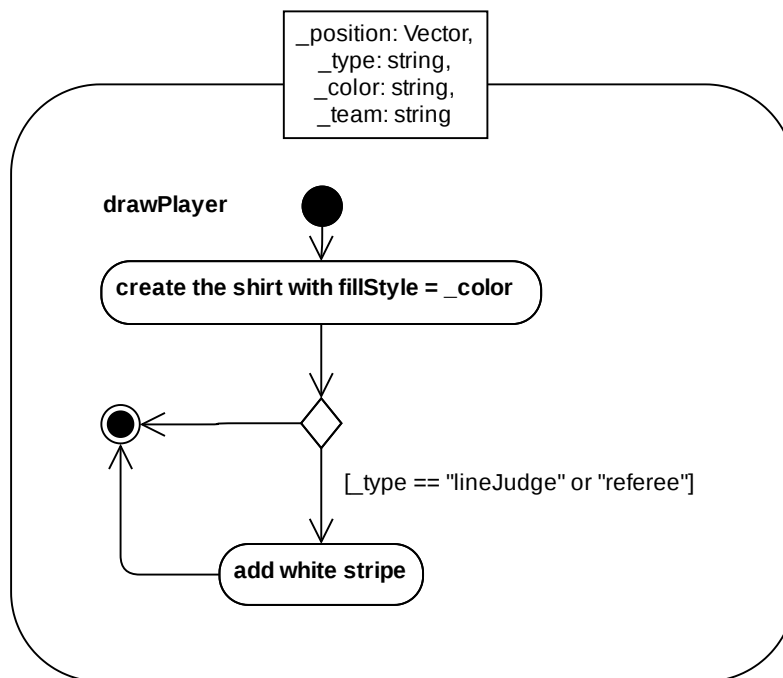 _position: Vector,
_type: string,
_color: string,
_team: string
drawPlayer
create the shirt with fillStyle = _color
[_type == "lineJudge" or "referee"]
add white stripe